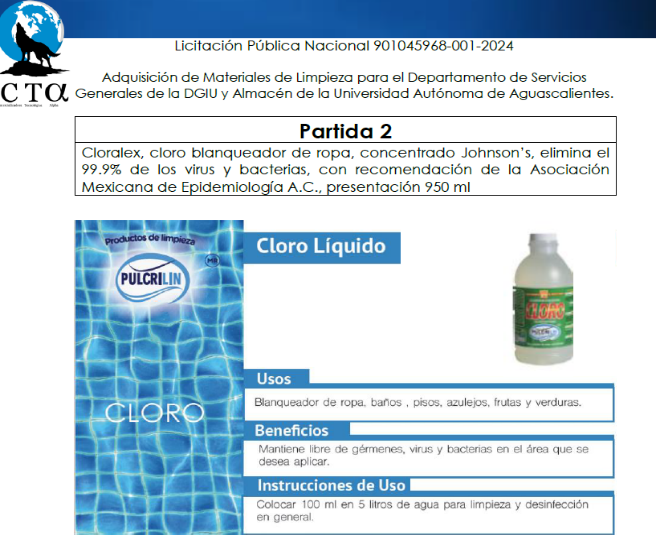 Licitación Pública Nacional 901045968-001-2024
Adquisición de Materiales de Limpieza para el Departamento de Servicios
Generales de la DGIU y Almacén de la Universidad Autónoma de Aguascalientes.
CTα
Partida 2
Cloralex, cloro blanqueador de ropa, concentrado Johnson's, elimina el
99.9% de los virus y bacterias, con recomendación de la Asociación
Mexicana de Epidemiología A.C., presentación 950 ml
Productos de limpieza
MR
PULCRILIN
CLORO
Cloro Líquido
CLORO
PULCRILIN
Usos
Blanqueador de ropa, baños , pisos, azulejos, frutas y verduras.
Beneficios
Mantiene libre de gérmenes, virus y bacterias en el área que se
desea aplicar.
Instrucciones de Uso
Colocar 100 ml en 5 litros de agua para limpieza y desinfección
en general.